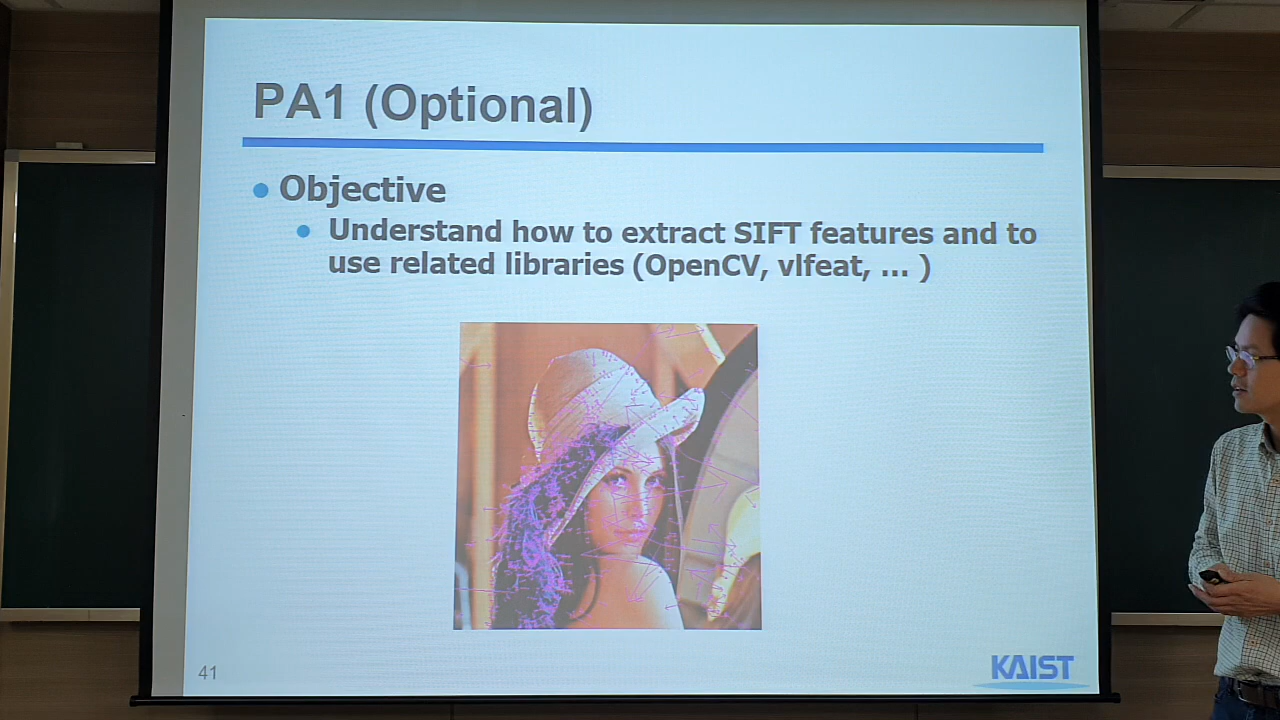 PA1 (Optional)
Objective
Understand how to extract SIFT features and to
use related libraries (OpenCV, vlfeat, ... )
41
KAIST